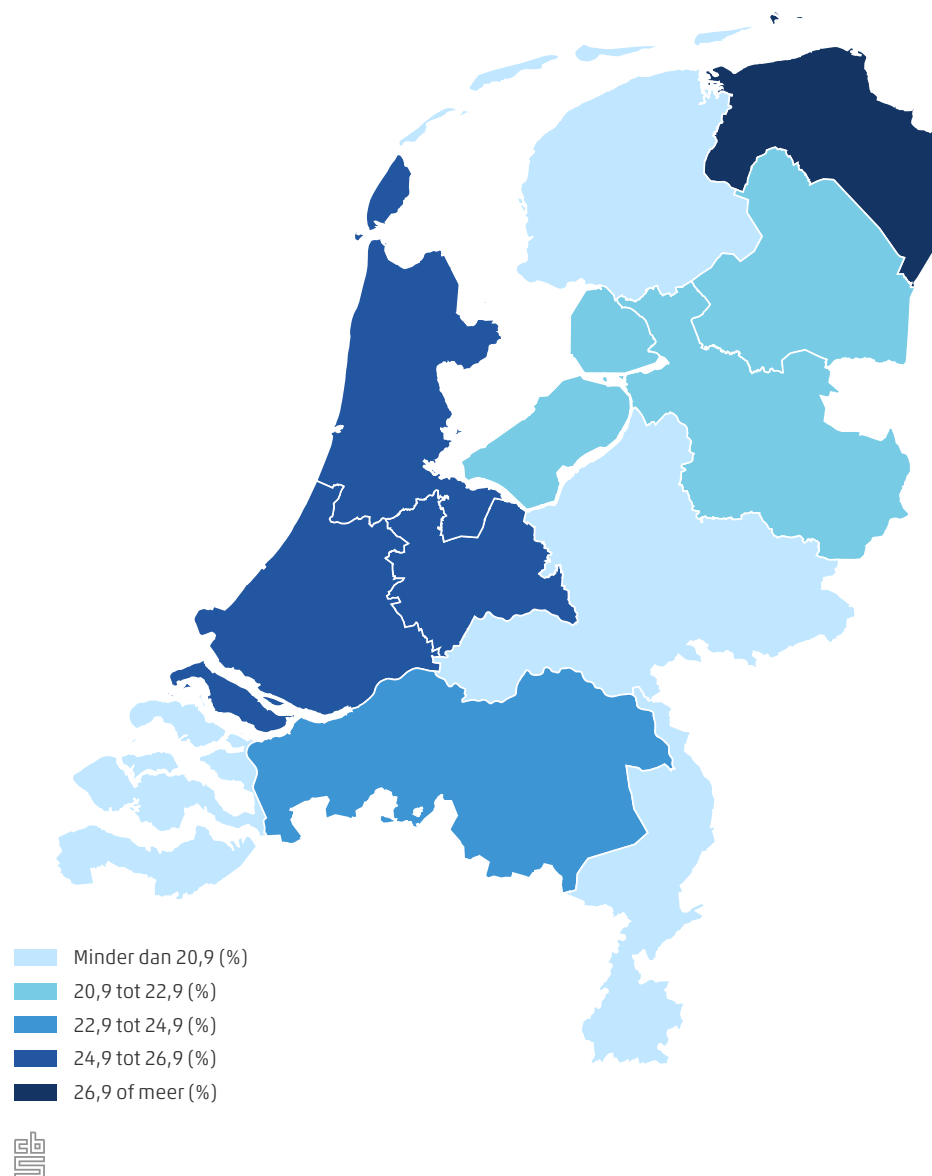 Minder dan 20,9 (%)
20,9 tot 22,9 (%)
22,9 tot 24,9 (%)
24,9 tot 26,9 (%)
26,9 of meer (%)
cb